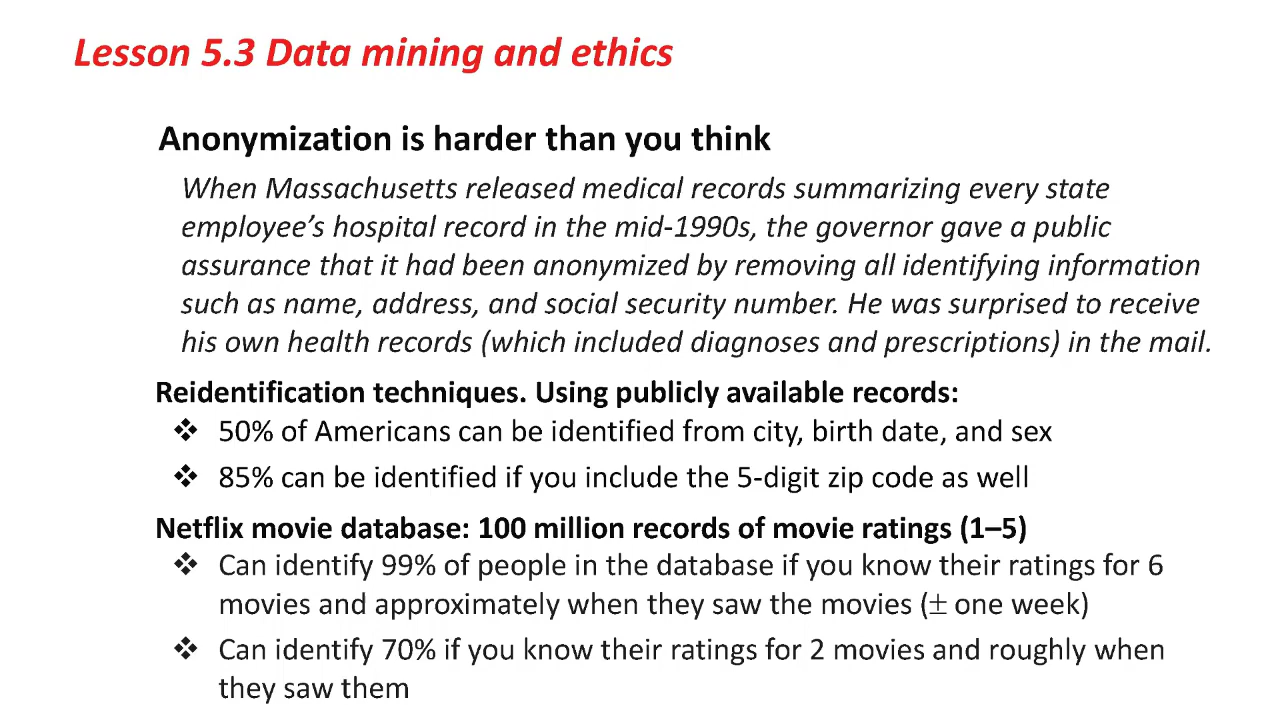 Lesson 5.3 Data mining and ethics
Anonymization is harder than you think
When Massachusetts released medical records summarizing every state
employee’s hospital record in the mid-1990s, the governor gave a public
assurance that it had been anonymized by removing all identifying information
such as name, address, and social security number. He was surprised to receive
his own health records (which included diagnoses and prescriptions) in the mail.
Reidentification techniques. Using publicly available records:
❖ 50% of Americans can be identified from city, birth date, and sex
❖ 85% can be identified if you include the 5-digit zip code as well
Netflix movie database: 100 million records of movie ratings (1–5)
❖ Can identify 99% of people in the database if you know their ratings for 6
movies and approximately when they saw the movies (± one week)
❖ Can identify 70% if you know their ratings for 2 movies and roughly when
they saw them